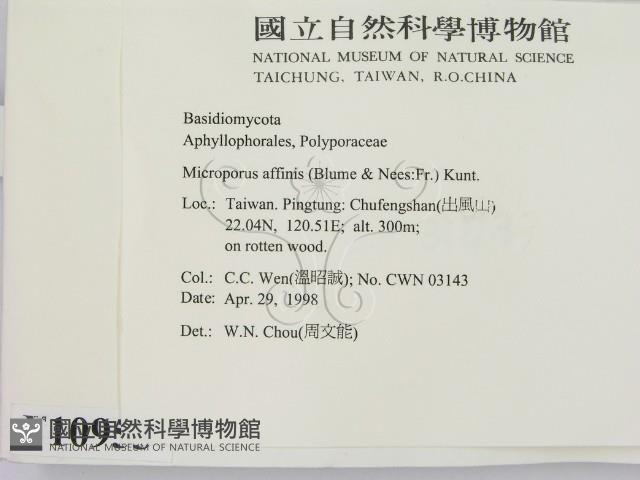 國立自然科學博物館
NATIONAL MUSEUM OF NATURAL SCIENCE
TAICHUNG, TAIWAN, R.O.CHINA
Basidiomycota
Aphyllophorales, Polyporaceae
Microporus affinis (Blume & Nees:Fr.) Kunt.
Loc.: Taiwan. Pingtung: Chufengshan(出風山)
22.04N, 120.51E; alt. 300m;
on rotten wood.
Col.: C.C. Wen(溫昭誠); No. CWN 03143
Date: Apr. 29, 1998
Det.: W.N. Chou(周文能)
國立自然科學博物館
NATIONAL MUSEUM OF NATURAL SCIENCE